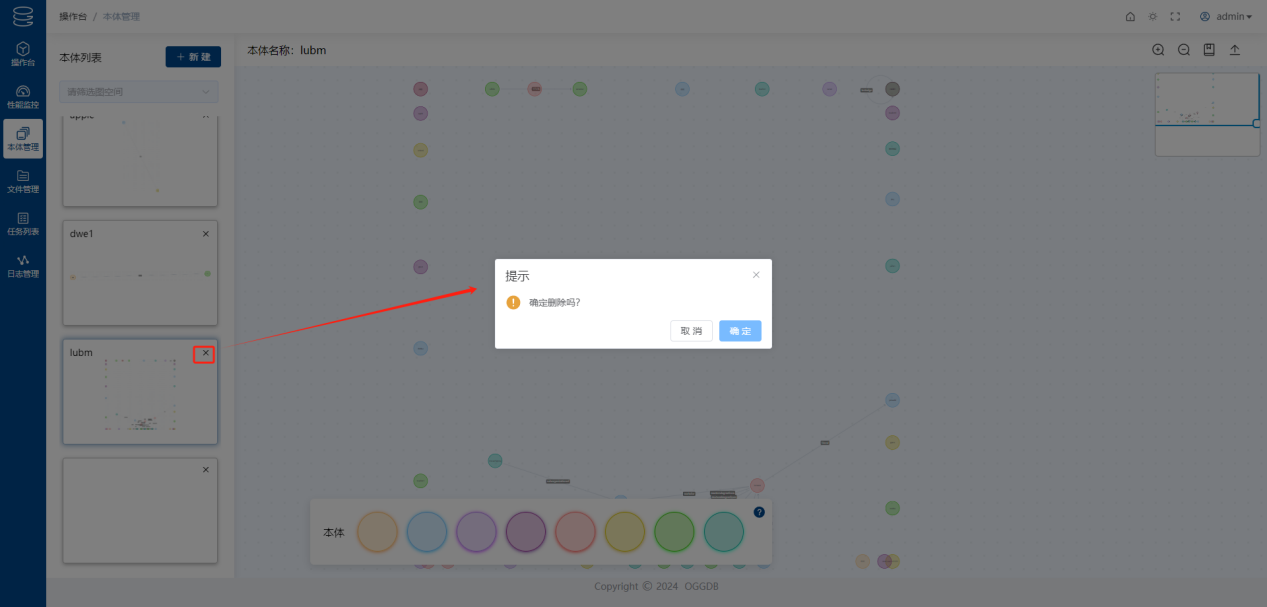 操作台 / 本体管理
admin
操作台
性能监控
本体管理
文件管理
任务列表
日志管理
本体列表
+ 新 建
请筛选图空间
apple
dwe1
lubm
本体名称：lubm
提示
确定删除吗？
取 消
确 定
本体
Copyright © 2024 OGGDB